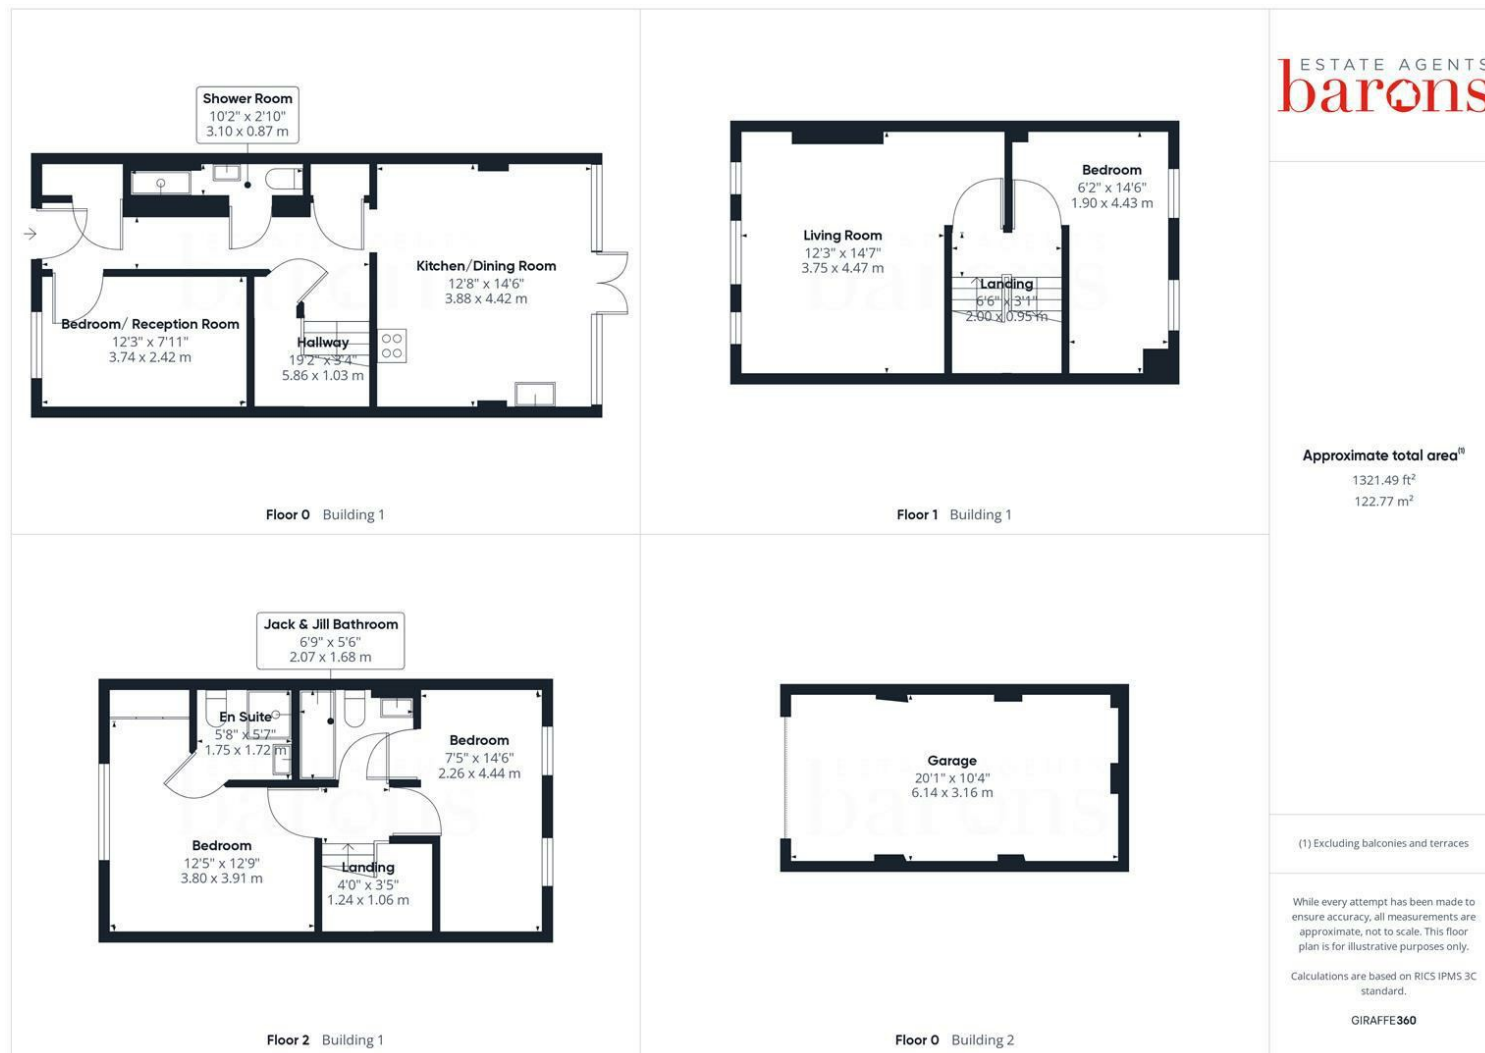 Shower Room
10'2" x 2'10"
3.10 x 0.87 m
Kitchen/Dining Room
12'8" x 14'6"
3.88 x 4.42 m
Bedroom/ Reception Room
12'3" x 7'11"
3.74 x 2.42 m
Hallway
19'2" x 3'4"
5.86 x 1.03 m
Floor 0 Building 1
Bedroom
6'2" x 14'6"
1.90 x 4.43 m
Living Room
12'3" x 14'7"
3.75 x 4.47 m
Landing
6'6" x 3'1"
2.00 x 0.95 m
Floor 1 Building 1
ESTATE AGENTS
barons
Approximate total area(1)
1321.49 ft²
122.77 m²
Jack & Jill Bathroom
6'9" x 5'6"
2.07 x 1.68 m
En Suite
5'8" x 5'7"
1.75 x 1.72 m
Bedroom
7'5" x 14'6"
2.26 x 4.44 m
Bedroom
12'5" x 12'9"
3.80 x 3.91 m
Landing
4'0" x 3'5"
1.24 x 1.06 m
Floor 2 Building 1
Garage
20'1" x 10'4"
6.14 x 3.16 m
Floor 0 Building 2
(1) Excluding balconies and terraces
While every attempt has been made to
ensure accuracy, all measurements are
approximate, not to scale. This floor
plan is for illustrative purposes only.
Calculations are based on RICS IPMS 3C
standard.
GIRAFFE360